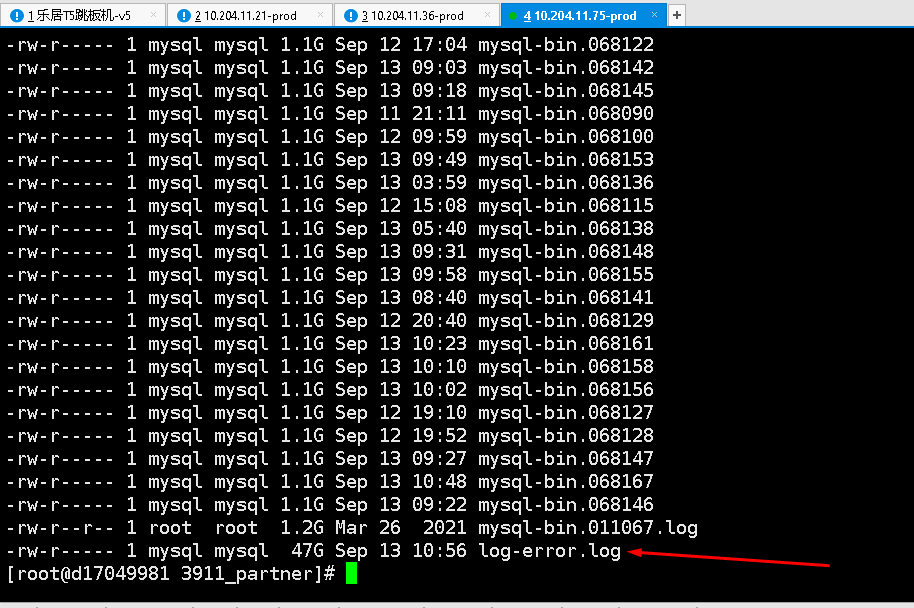 1 乐居T5跳板机-v5 × 2 10.204.11.21-prod × 3 10.204.11.36-prod × 4 10.204.11.75-prod × +
-rw-r----- 1 mysql mysql 1.1G Sep 12 17:04 mysql-bin.068122
-rw-r----- 1 mysql mysql 1.1G Sep 13 09:03 mysql-bin.068142
-rw-r----- 1 mysql mysql 1.1G Sep 13 09:18 mysql-bin.068145
-rw-r----- 1 mysql mysql 1.1G Sep 11 21:11 mysql-bin.068090
-rw-r----- 1 mysql mysql 1.1G Sep 12 09:59 mysql-bin.068100
-rw-r----- 1 mysql mysql 1.1G Sep 13 09:49 mysql-bin.068153
-rw-r----- 1 mysql mysql 1.1G Sep 13 03:59 mysql-bin.068136
-rw-r----- 1 mysql mysql 1.1G Sep 12 15:08 mysql-bin.068115
-rw-r----- 1 mysql mysql 1.1G Sep 13 05:40 mysql-bin.068138
-rw-r----- 1 mysql mysql 1.1G Sep 13 09:31 mysql-bin.068148
-rw-r----- 1 mysql mysql 1.1G Sep 13 09:58 mysql-bin.068155
-rw-r----- 1 mysql mysql 1.1G Sep 13 08:40 mysql-bin.068141
-rw-r----- 1 mysql mysql 1.1G Sep 12 20:40 mysql-bin.068129
-rw-r----- 1 mysql mysql 1.1G Sep 13 10:23 mysql-bin.068161
-rw-r----- 1 mysql mysql 1.1G Sep 13 10:10 mysql-bin.068158
-rw-r----- 1 mysql mysql 1.1G Sep 13 10:02 mysql-bin.068156
-rw-r----- 1 mysql mysql 1.1G Sep 12 19:10 mysql-bin.068127
-rw-r----- 1 mysql mysql 1.1G Sep 12 19:52 mysql-bin.068128
-rw-r----- 1 mysql mysql 1.1G Sep 13 09:27 mysql-bin.068147
-rw-r----- 1 mysql mysql 1.1G Sep 13 10:48 mysql-bin.068167
-rw-r----- 1 mysql mysql 1.1G Sep 13 09:22 mysql-bin.068146
-rw-r--r-- 1 root  root  1.2G Mar 26  2021 mysql-bin.011067.log
-rw-r----- 1 mysql mysql  47G Sep 13 10:56 log-error.log
[root@d17049981 3911_partner]#